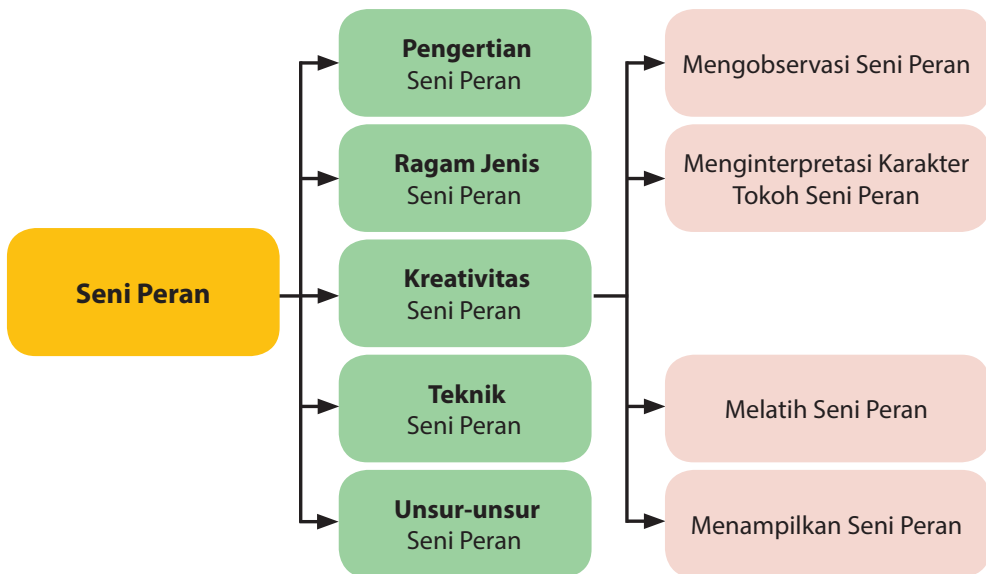 Seni Peran
Pengertian
Seni Peran
Ragam Jenis
Seni Peran
Kreativitas
Seni Peran
Teknik
Seni Peran
Unsur-unsur
Seni Peran
Mengobservasi Seni Peran
Menginterpretasi Karakter
Tokoh Seni Peran
Melatih Seni Peran
Menampilkan Seni Peran